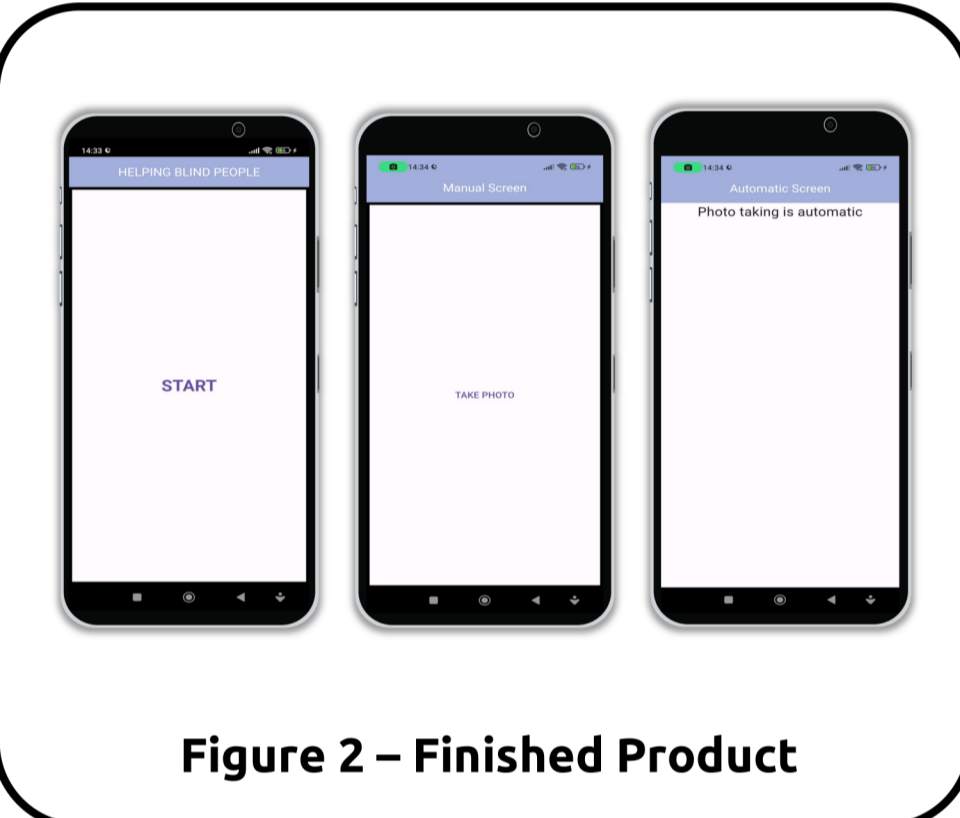 14:33
HELPING BLIND PEOPLE
START
14:34
Manual Screen
TAKE PHOTO
14:34
Automatic Screen
Photo taking is automatic
Figure 2 – Finished Product